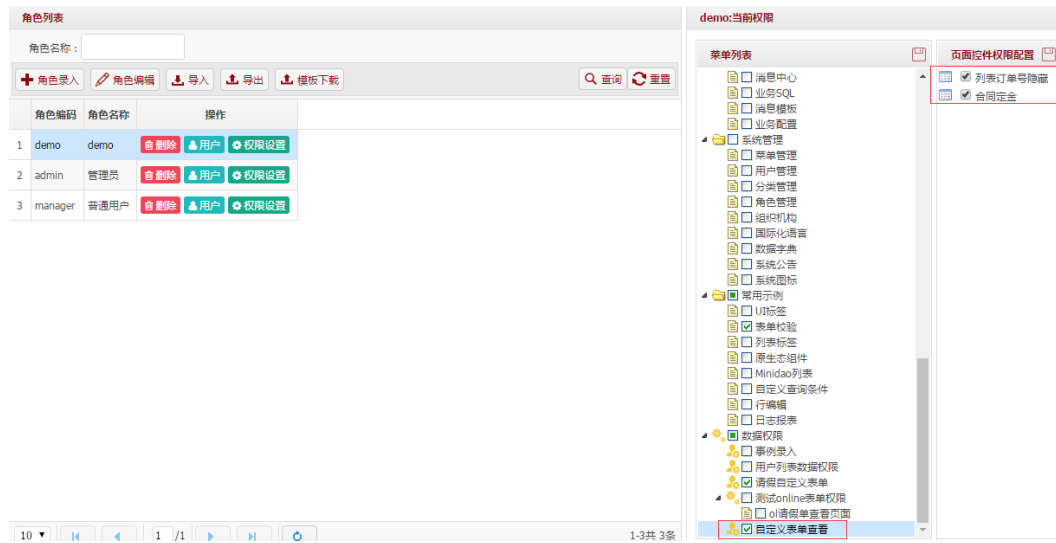 角色列表
角色名称：
角色录入 角色编辑 导入 导出 模板下载 查询 重置
角色编码 角色名称 操作
1 demo demo 删除 用户 权限设置
2 admin 管理员 删除 用户 权限设置
3 manager 普通用户 删除 用户 权限设置
10 1 /1 1-3共 3条
demo:当前权限
菜单列表
消息中心
业务SQL
消息模板
业务配置
系统管理
菜单管理
用户管理
分类管理
角色管理
组织机构
国际化语言
数据字典
系统公告
系统图标
常用示例
UI标签
表单校验
列表标签
原生态组件
Minidao列表
自定义查询条件
行编辑
日志报表
数据权限
事例录入
用户列表数据权限
请假自定义表单
测试online表单权限
ol请假单查看页面
自定义表单查看
页面控件权限配置
列表订单号隐藏
合同定金